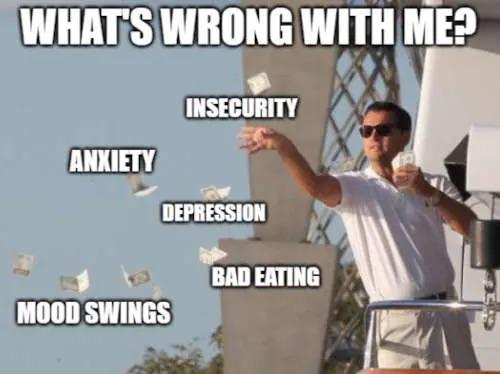 WHAT'S WRONG WITH ME?
INSECURITY
ANXIETY
DEPRESSION
BAD EATING
MOOD SWINGS